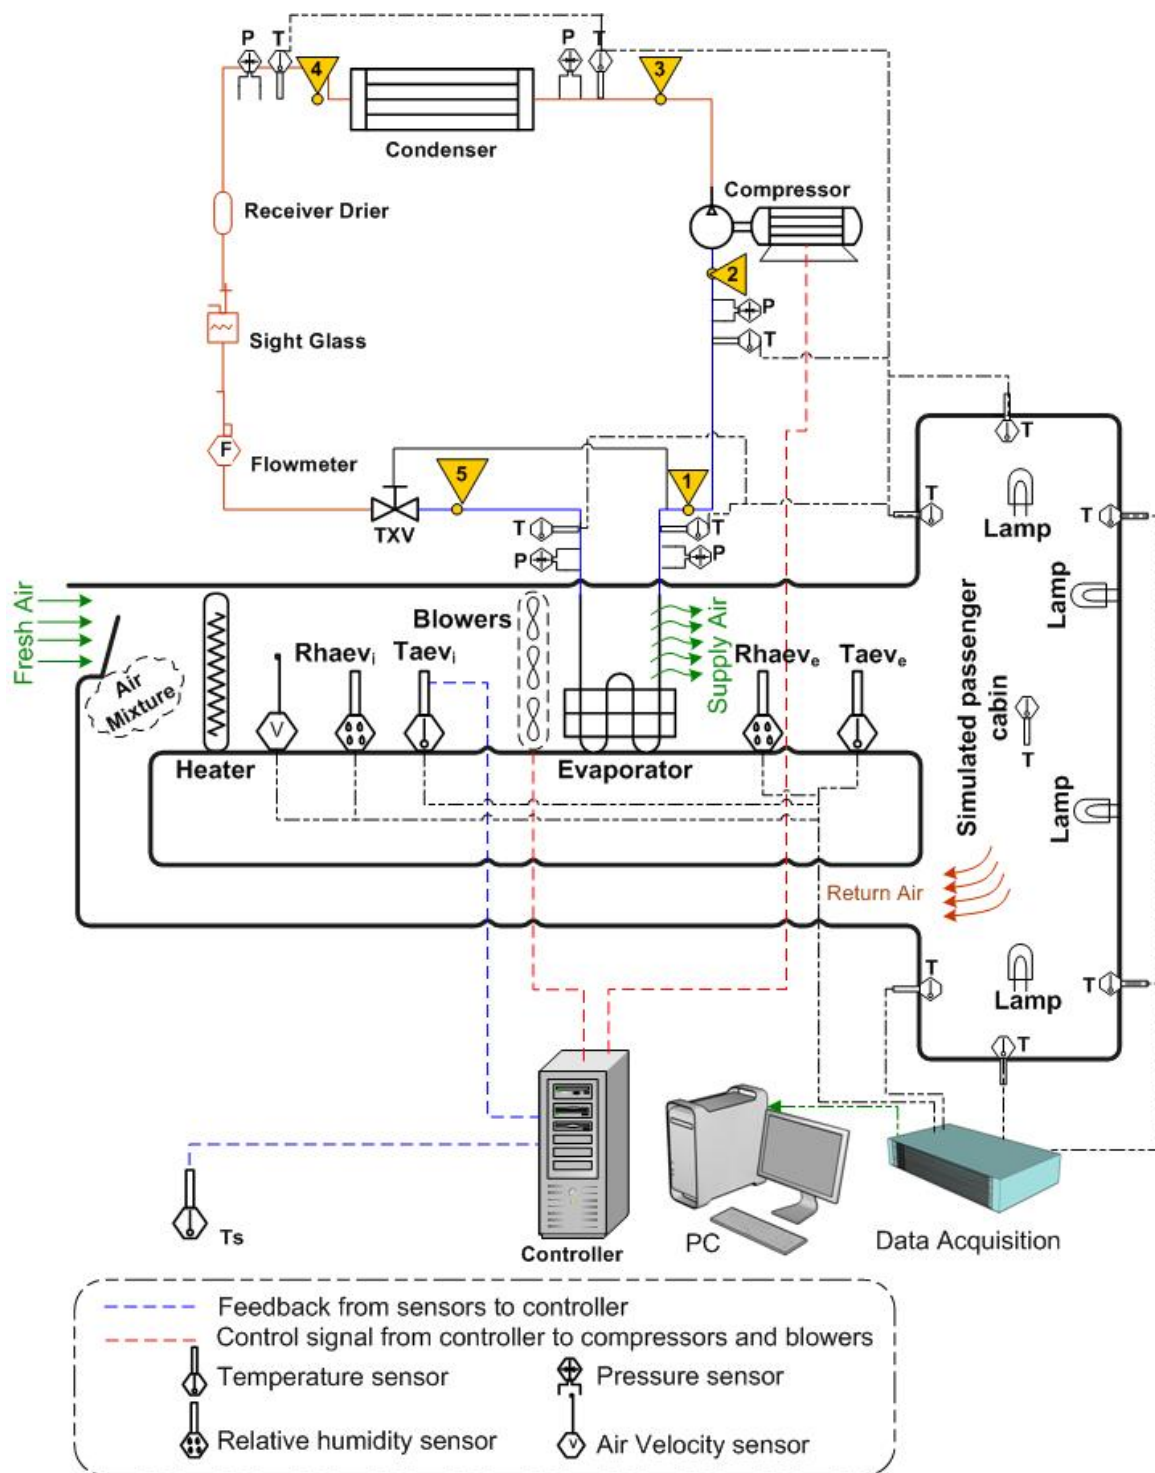 P T
4
P T
3
Condenser
Compressor
Receiver Drier
2
P
Sight Glass
T
F
Flowmeter
T
5
1
T
Lamp
T
TXV
T
T
P
P
Fresh Air
Blowers
Supply Air
Lamp
Rhaevᵢ
Taevᵢ
Rhaevₑ
Taevₑ
Air
Mixture
V
Simulated passenger
cabin
T
Heater
Evaporator
Lamp
Return Air
T
T
Lamp
T
Ts
Controller
PC
Data Acquisition
Feedback from sensors to controller
Control signal from controller to compressors and blowers
Temperature sensor
Pressure sensor
Relative humidity sensor
V
Air Velocity sensor